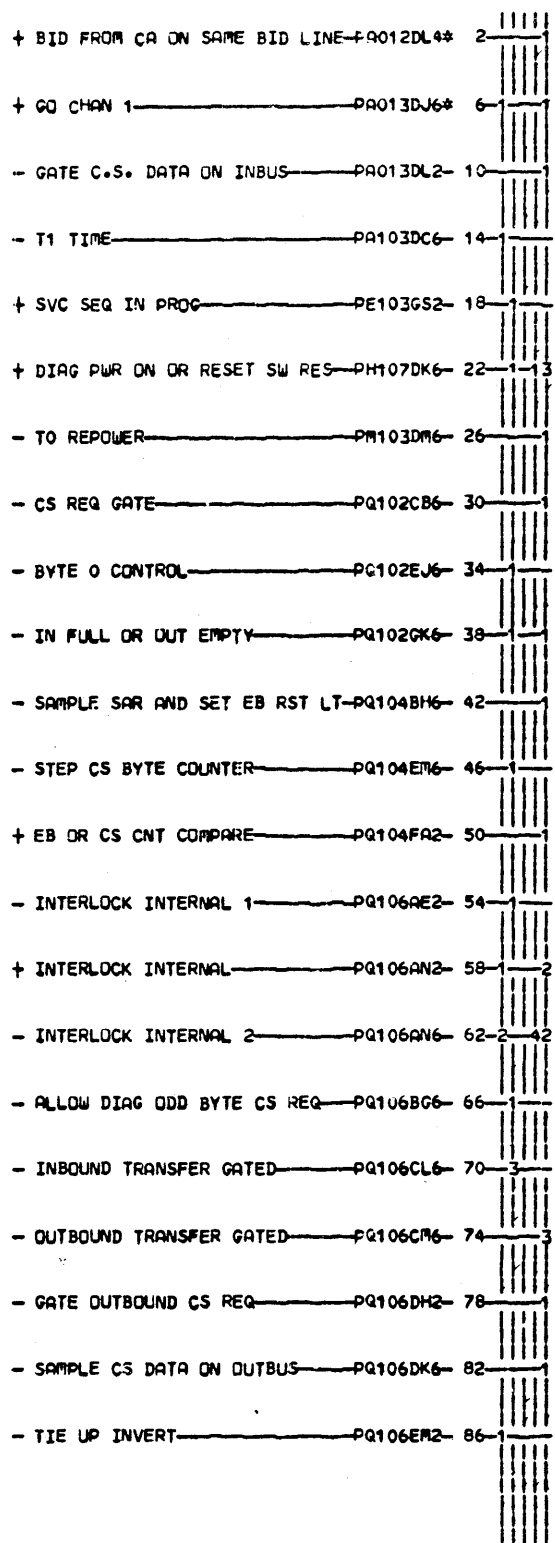 + BID FROM CA ON SAME BID LINE PA012DL4* 2 1
+ GO CHAN 1 PA013DJ6* 6 1 1
- GATE C.S. DATA ON INBUS PA013DL2- 10 1
- T1 TIME PA103DC6- 14 1
+ SVC SEQ IN PROG PE103GS2- 18 1
+ DIAG PWR ON OR RESET SW RES PH107DK6- 22 1 13
- TO REPOWER PM103DM6- 26 1
- CS REQ GATE PQ102CB6- 30 1
- BYTE 0 CONTROL PQ102EJ6- 34 1
- IN FULL OR OUT EMPTY PQ102GK6- 38 1 1
- SAMPLE SAR AND SET EB RST LT PQ104BH6- 42 1
- STEP CS BYTE COUNTER PQ104EM6- 46 1
+ EB OR CS CNT COMPARE PQ104FA2- 50 1
- INTERLOCK INTERNAL 1 PQ106AE2- 54 1
+ INTERLOCK INTERNAL PQ106AN2- 58 1 2
- INTERLOCK INTERNAL 2 PQ106AN6- 62 2 42
- ALLOW DIAG ODD BYTE CS REQ PQ106BG6- 66 1
- INBOUND TRANSFER GATED PQ106CL6- 70 3
- OUTBOUND TRANSFER GATED PQ106CM6- 74 3
- GATE OUTBOUND CS REQ PQ106DH2- 78 1
- SAMPLE CS DATA ON OUTBUS PQ106DK6- 82 1
- TIE UP INVERT PQ106EM2- 86 1